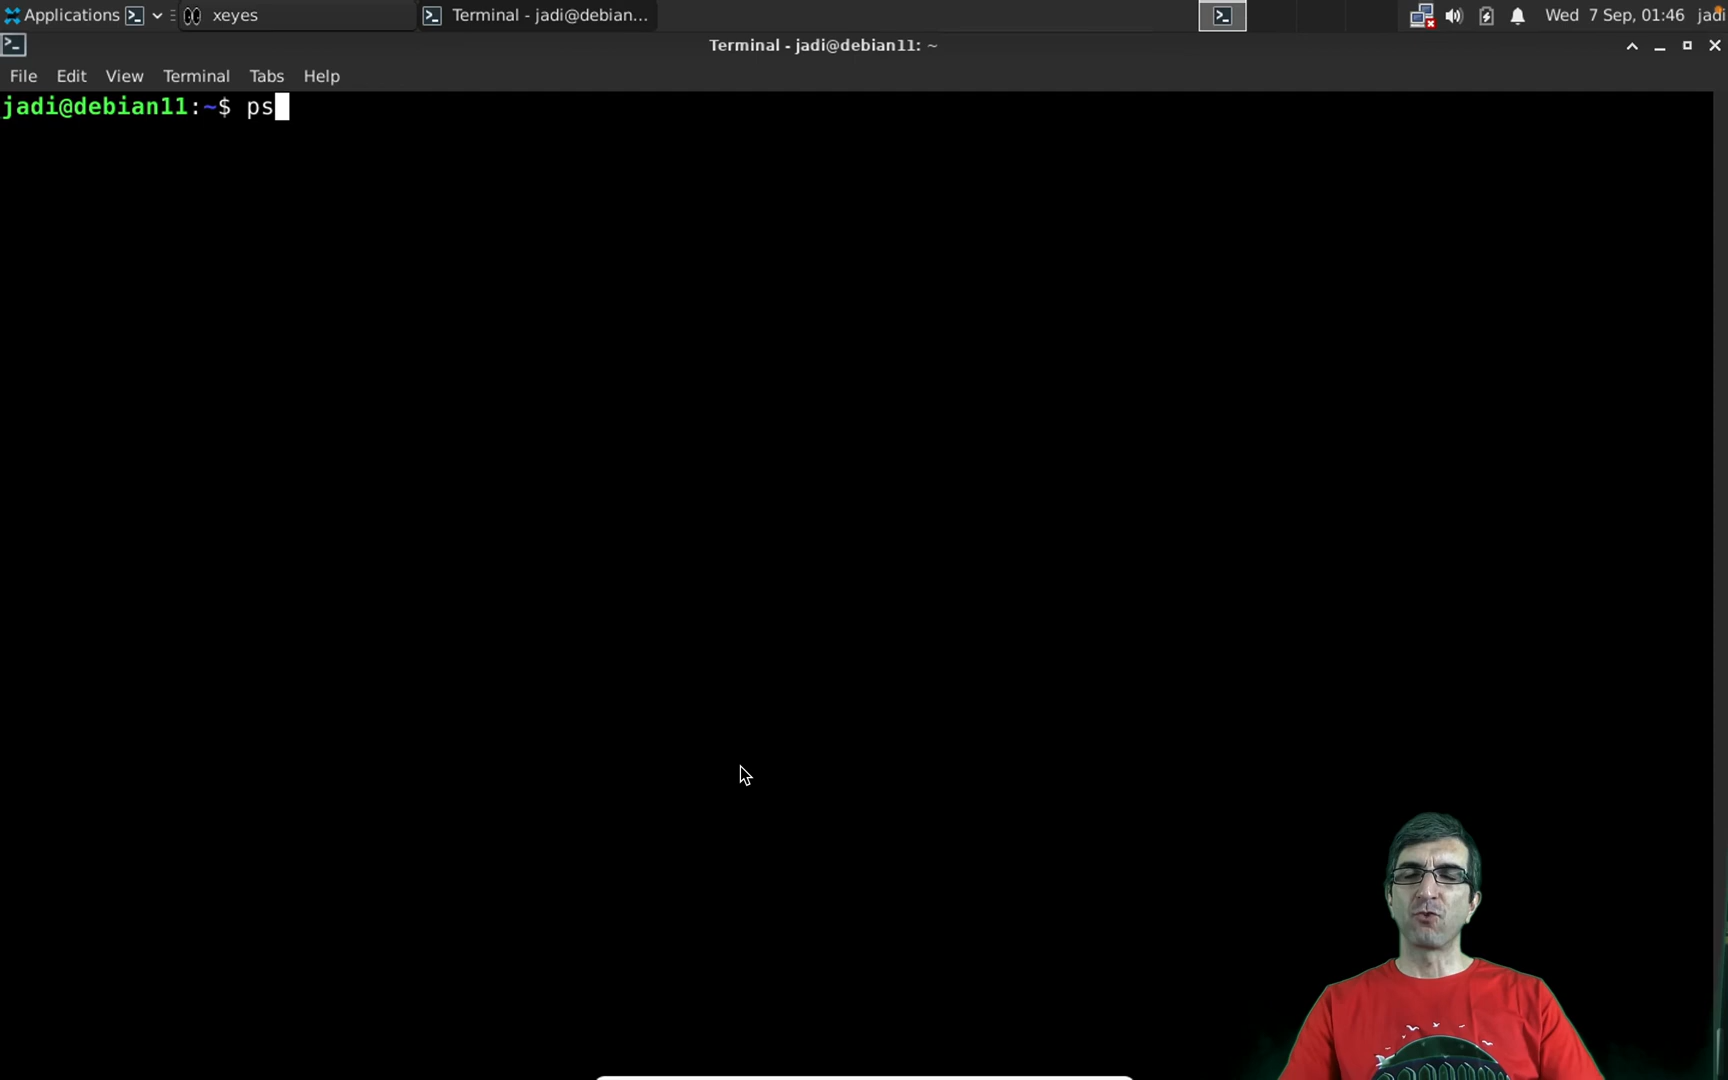 Applications
xeyes
Terminal - jadi@debian...
Wed 7 Sep, 01:46
jadi
Terminal - jadi@debian11: ~
File Edit View Terminal Tabs Help
jadi@debian11:~$ ps